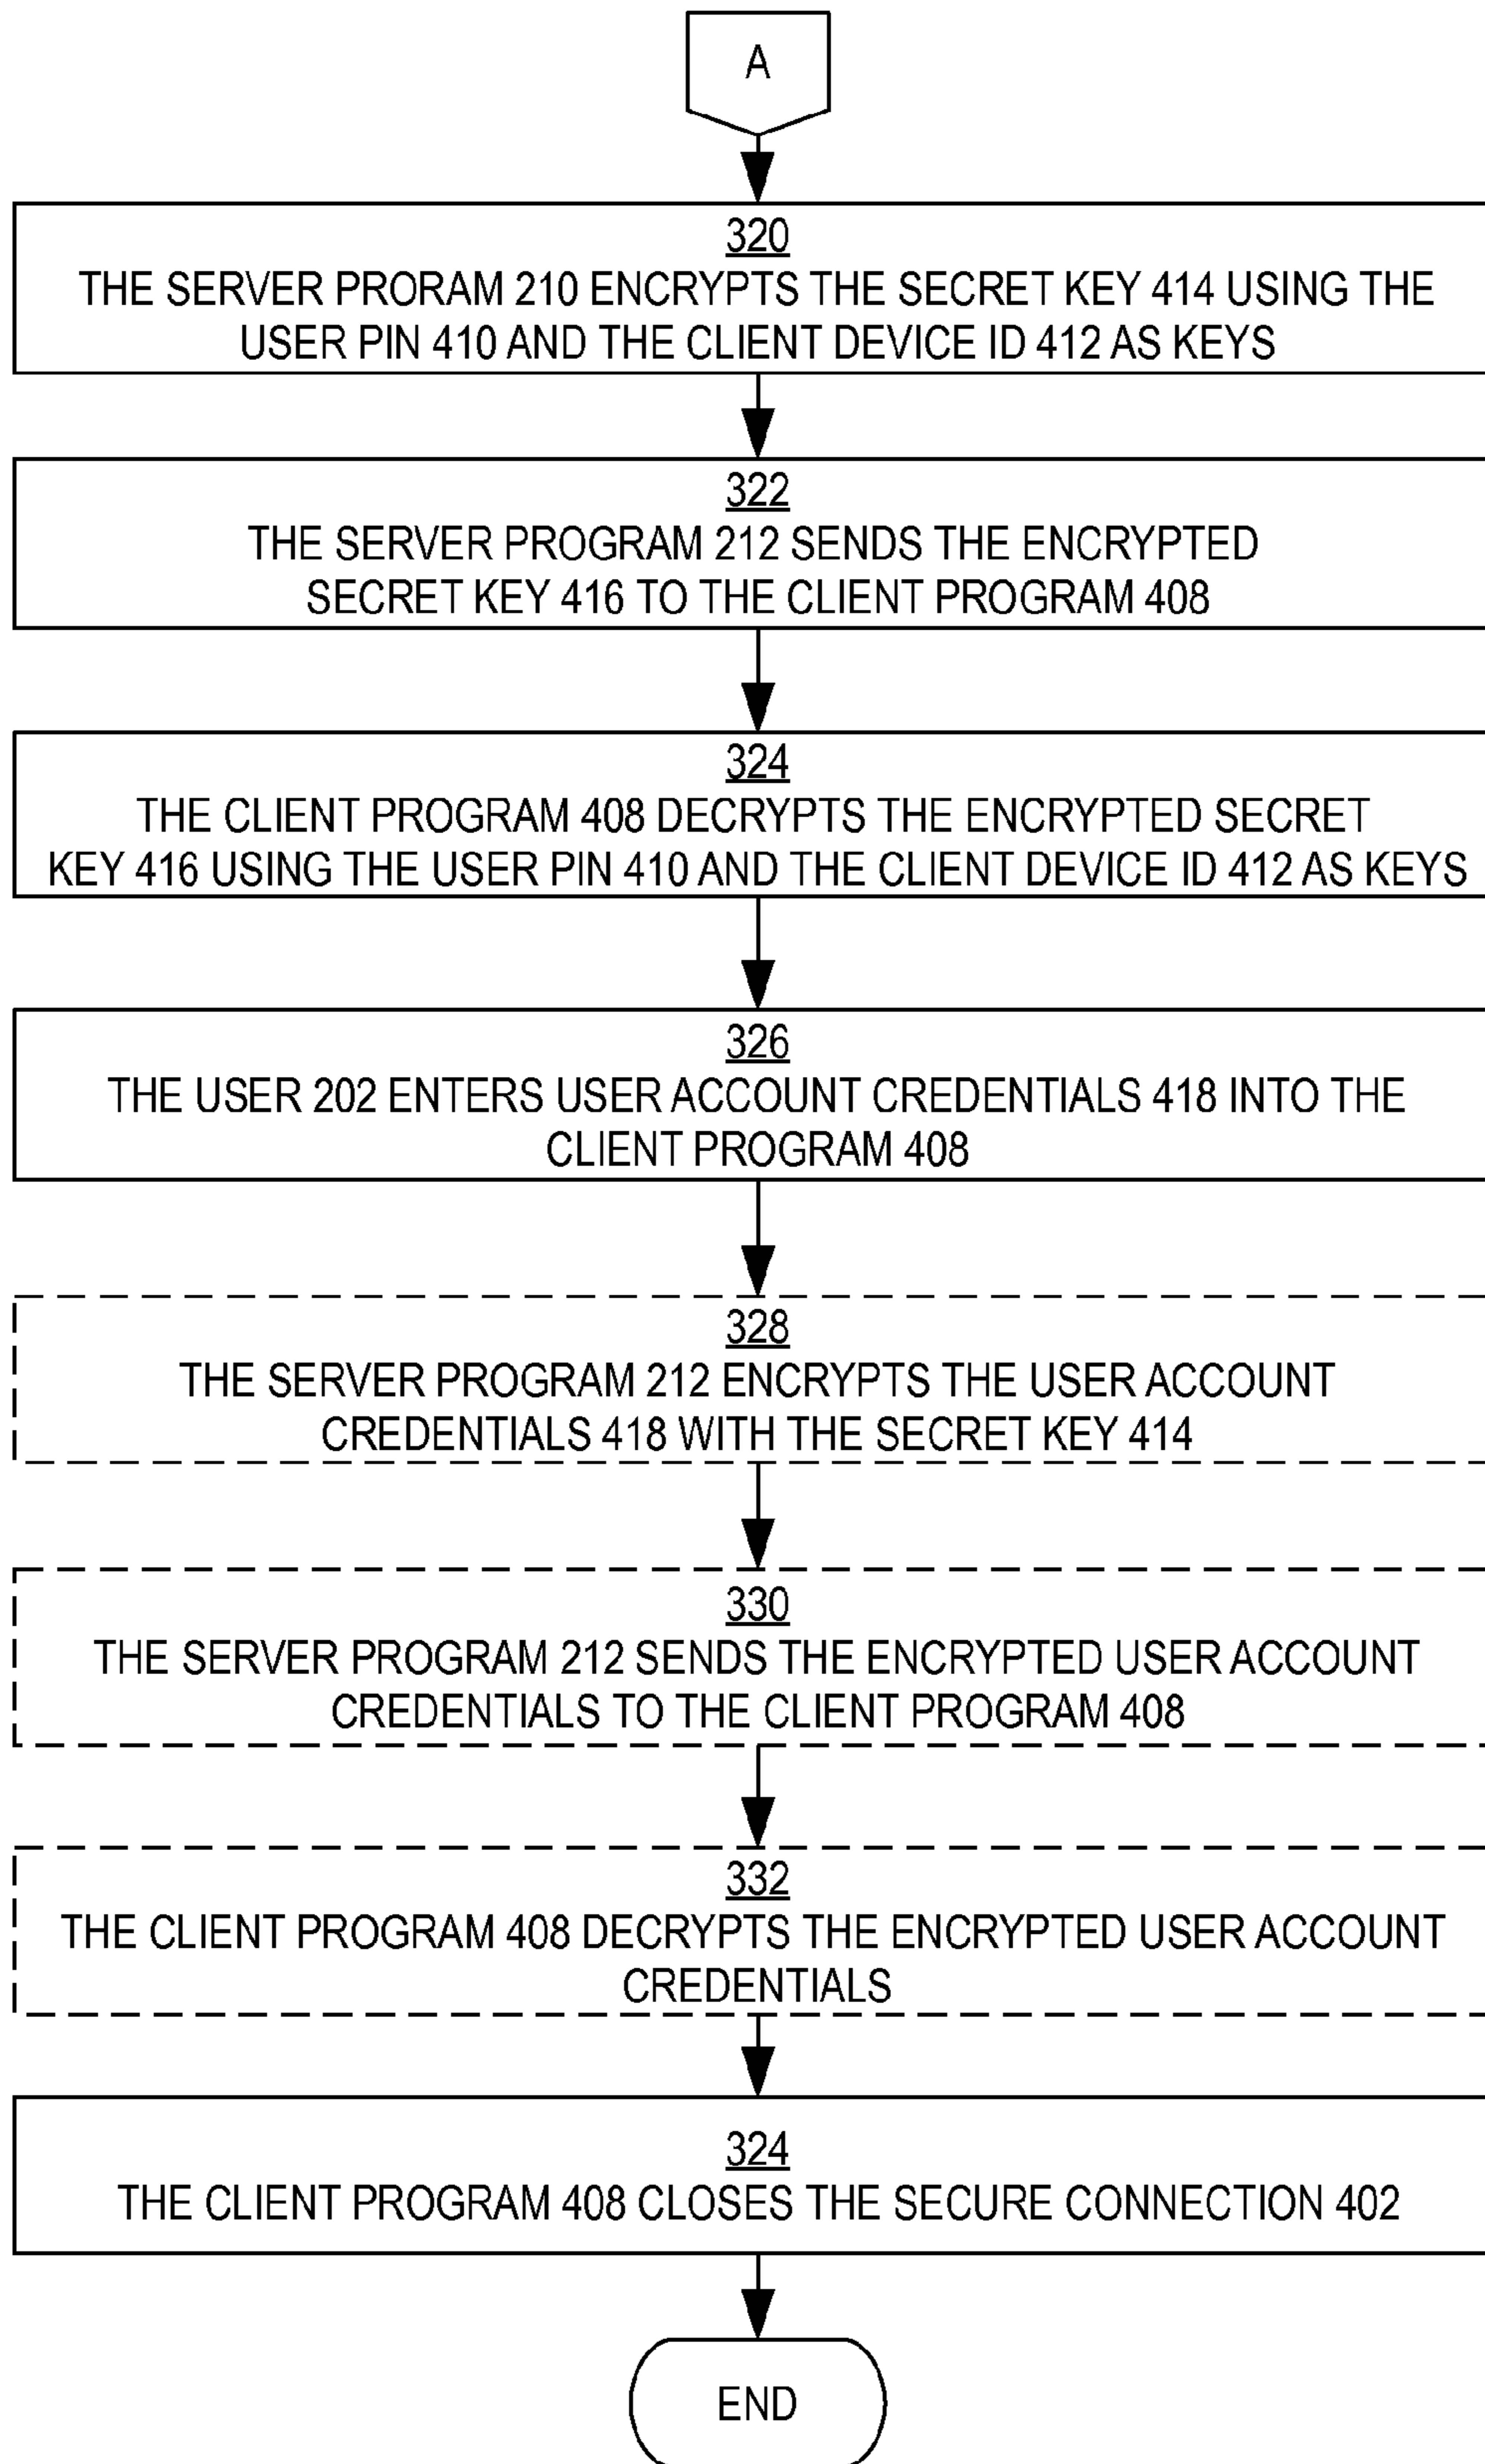 A
320
THE SERVER PRORAM 210 ENCRYPTS THE SECRET KEY 414 USING THE
USER PIN 410 AND THE CLIENT DEVICE ID 412 AS KEYS
322
THE SERVER PROGRAM 212 SENDS THE ENCRYPTED
SECRET KEY 416 TO THE CLIENT PROGRAM 408
324
THE CLIENT PROGRAM 408 DECRYPTS THE ENCRYPTED SECRET
KEY 416 USING THE USER PIN 410 AND THE CLIENT DEVICE ID 412 AS KEYS
326
THE USER 202 ENTERS USER ACCOUNT CREDENTIALS 418 INTO THE
CLIENT PROGRAM 408
328
THE SERVER PROGRAM 212 ENCRYPTS THE USER ACCOUNT
CREDENTIALS 418 WITH THE SECRET KEY 414
330
THE SERVER PROGRAM 212 SENDS THE ENCRYPTED USER ACCOUNT
CREDENTIALS TO THE CLIENT PROGRAM 408
332
THE CLIENT PROGRAM 408 DECRYPTS THE ENCRYPTED USER ACCOUNT
CREDENTIALS
324
THE CLIENT PROGRAM 408 CLOSES THE SECURE CONNECTION 402
END